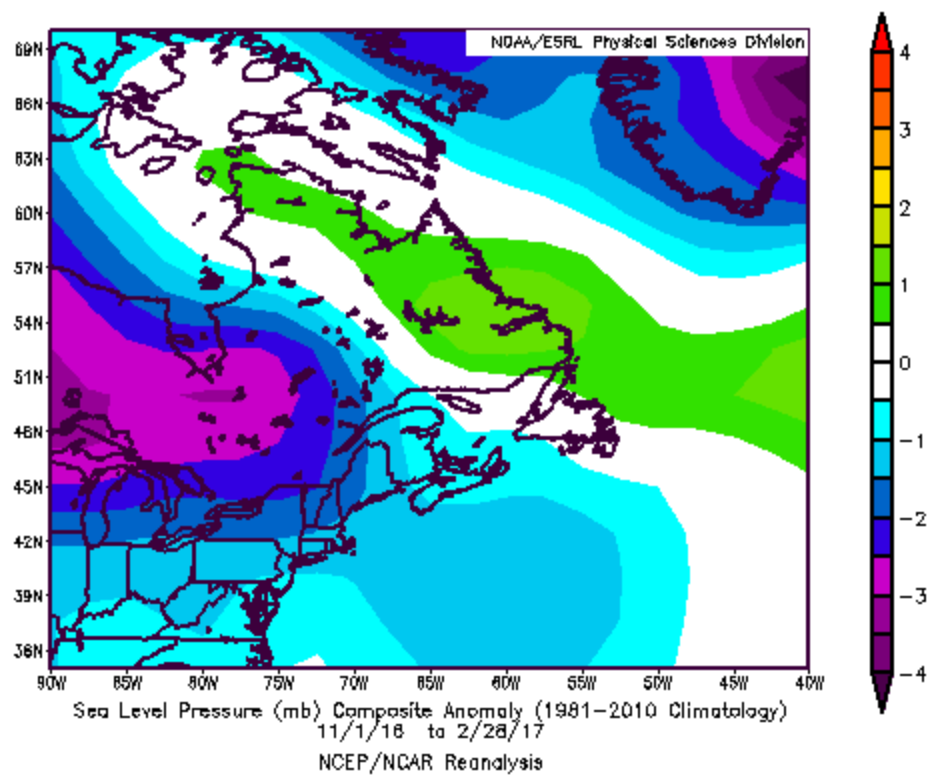 NOAA/ESRL Physical Sciences Division
69N
66N
63N
60N
57N
54N
51N
48N
45N
42N
39N
36N
90W 85W 80W 75W 70W 65W 60W 55W 50W 45W 40W
4
3
2
1
0
−1
−2
−3
−4
Sea Level Pressure (mb) Composite Anomaly (1981−2010 Climatology)
11/1/16 to 2/28/17
NCEP/NCAR Reanalysis